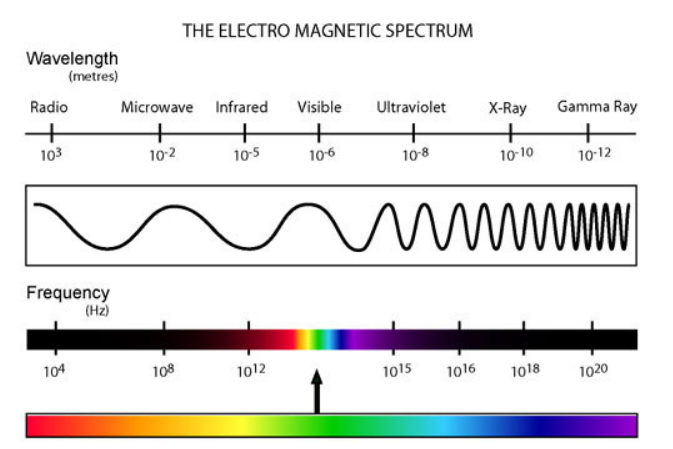 THE ELECTRO MAGNETIC SPECTRUM
Wavelength
(metres)
Radio Microwave Infrared Visible Ultraviolet X-Ray Gamma Ray
10³ 10⁻² 10⁻⁵ 10⁻⁶ 10⁻⁸ 10⁻¹⁰ 10⁻¹²
Frequency
(Hz)
10⁴ 10⁸ 10¹² 10¹⁵ 10¹⁶ 10¹⁸ 10²⁰